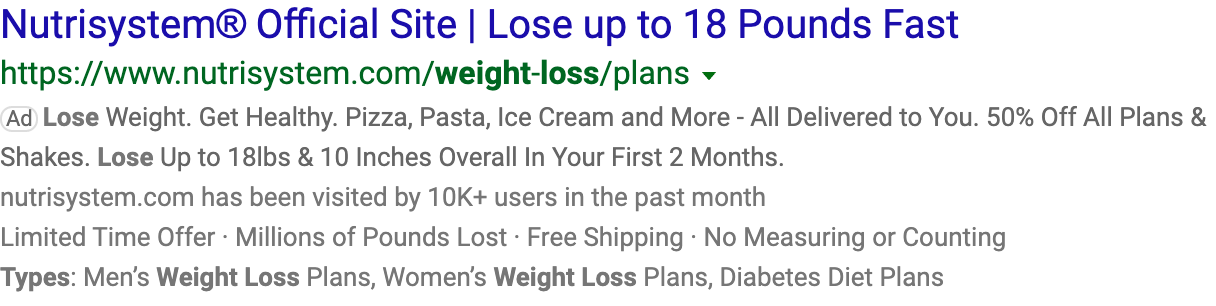 Nutrisystem® Official Site | Lose up to 18 Pounds Fast
https://www.nutrisystem.com/weight-loss/plans
Ad Lose Weight. Get Healthy. Pizza, Pasta, Ice Cream and More - All Delivered to You. 50% Off All Plans &
Shakes. Lose Up to 18lbs & 10 Inches Overall In Your First 2 Months.
nutrisystem.com has been visited by 10K+ users in the past month
Limited Time Offer · Millions of Pounds Lost · Free Shipping · No Measuring or Counting
Types: Men’s Weight Loss Plans, Women’s Weight Loss Plans, Diabetes Diet Plans